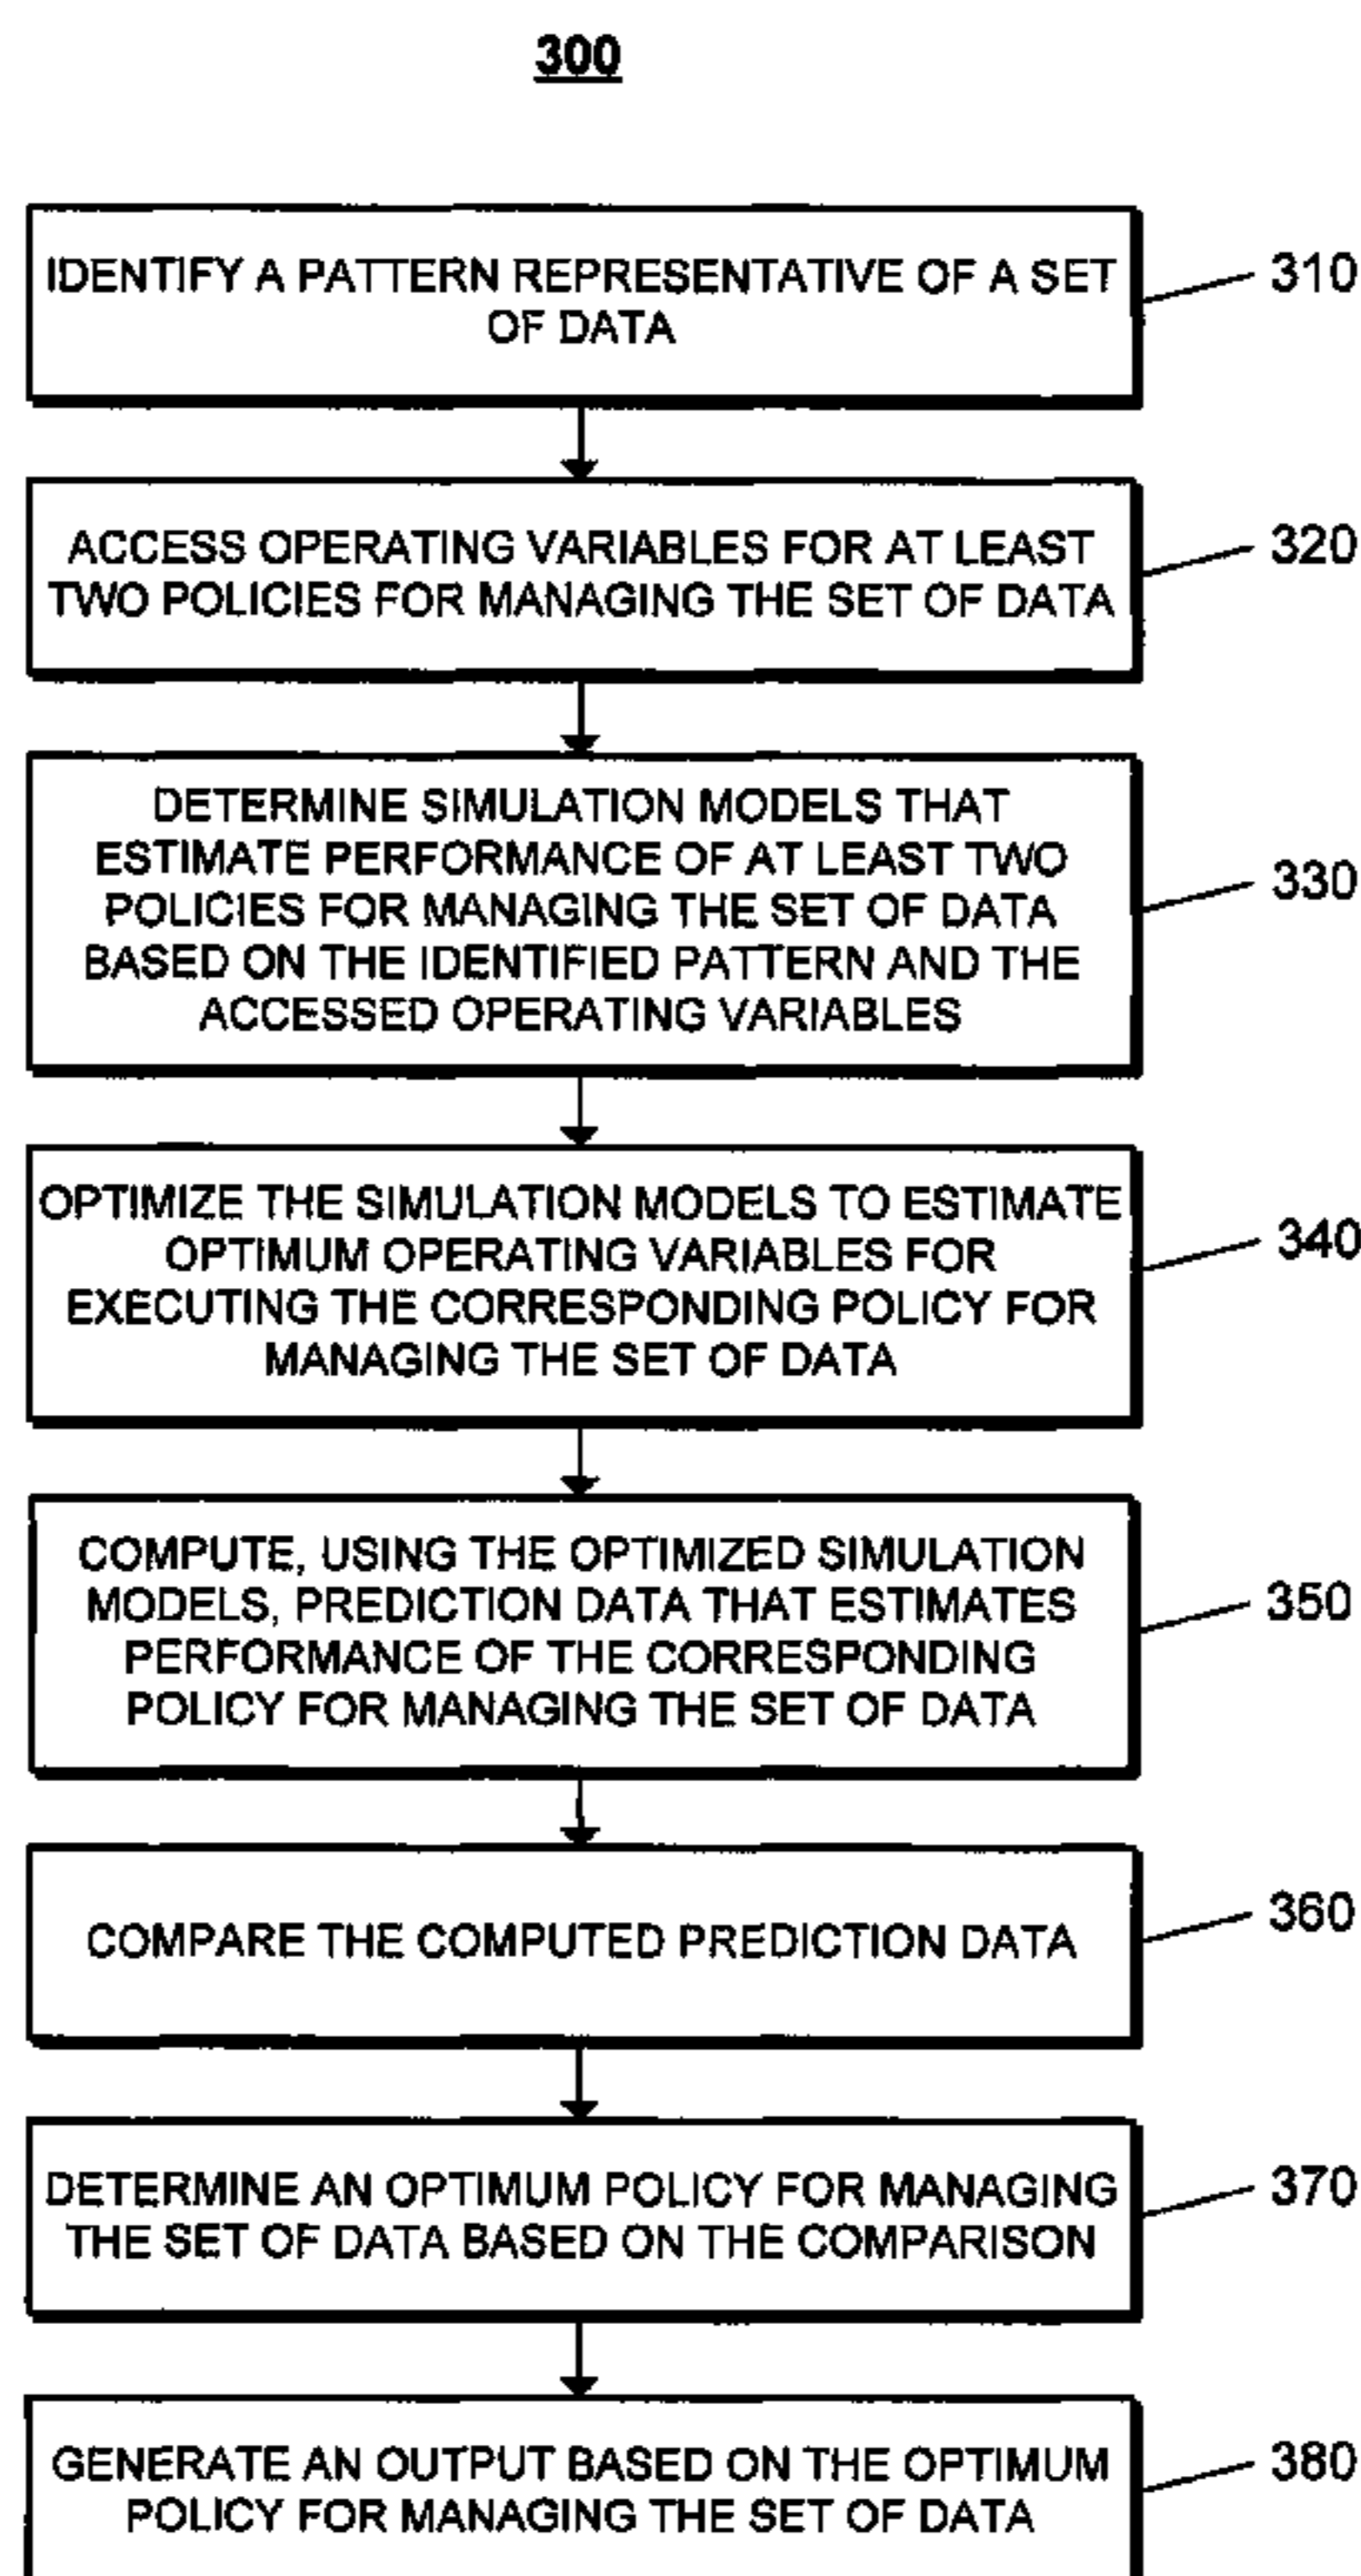 300
IDENTIFY A PATTERN REPRESENTATIVE OF A SET
OF DATA
310
ACCESS OPERATING VARIABLES FOR AT LEAST
TWO POLICIES FOR MANAGING THE SET OF DATA
320
DETERMINE SIMULATION MODELS THAT
ESTIMATE PERFORMANCE OF AT LEAST TWO
POLICIES FOR MANAGING THE SET OF DATA
BASED ON THE IDENTIFIED PATTERN AND THE
ACCESSED OPERATING VARIABLES
330
OPTIMIZE THE SIMULATION MODELS TO ESTIMATE
OPTIMUM OPERATING VARIABLES FOR
EXECUTING THE CORRESPONDING POLICY FOR
MANAGING THE SET OF DATA
340
COMPUTE, USING THE OPTIMIZED SIMULATION
MODELS, PREDICTION DATA THAT ESTIMATES
PERFORMANCE OF THE CORRESPONDING
POLICY FOR MANAGING THE SET OF DATA
350
COMPARE THE COMPUTED PREDICTION DATA
360
DETERMINE AN OPTIMUM POLICY FOR MANAGING
THE SET OF DATA BASED ON THE COMPARISON
370
GENERATE AN OUTPUT BASED ON THE OPTIMUM
POLICY FOR MANAGING THE SET OF DATA
380